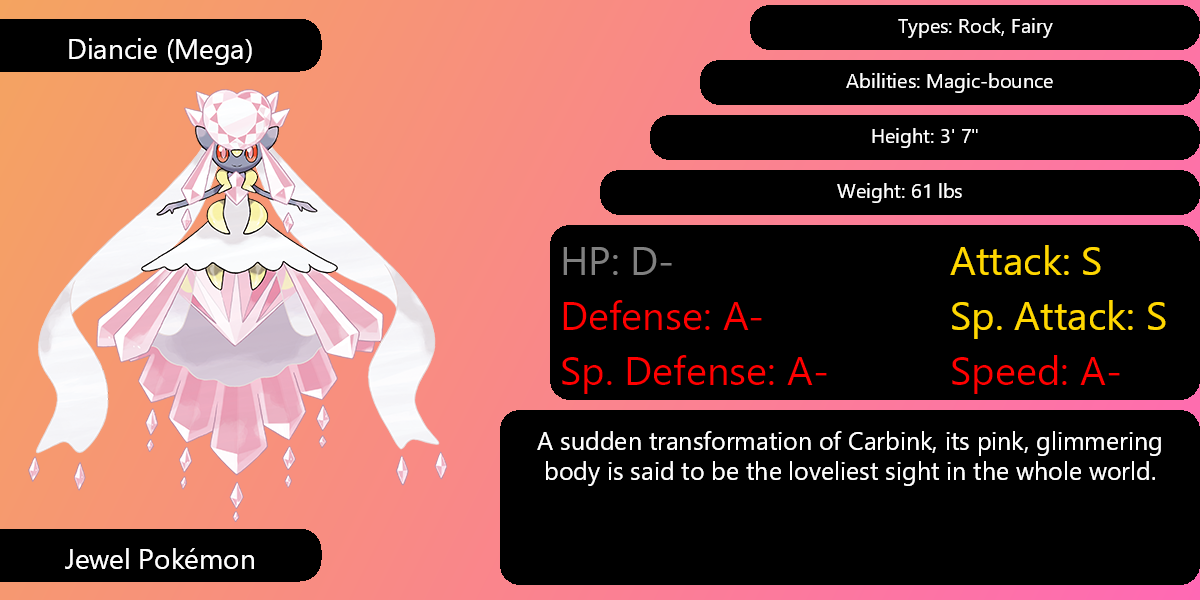 Diancie (Mega)
Types: Rock, Fairy
Abilities: Magic-bounce
Height: 3' 7"
Weight: 61 lbs
HP: D-
Attack: S
Defense: A-
Sp. Attack: S
Sp. Defense: A-
Speed: A-
A sudden transformation of Carbink, its pink, glimmering
body is said to be the loveliest sight in the whole world.
Jewel Pokémon